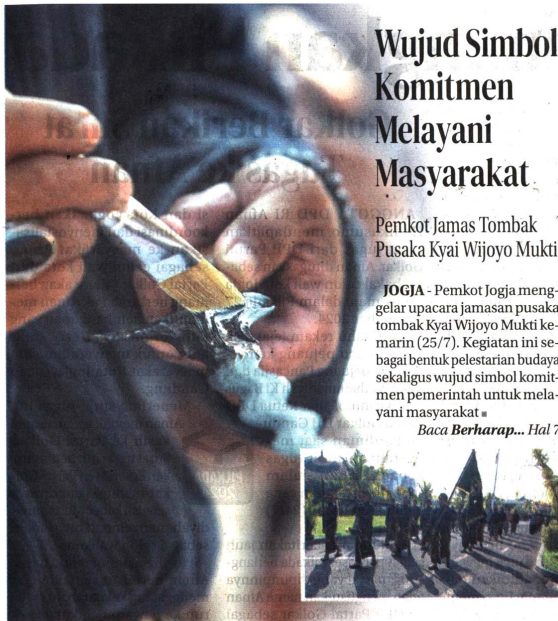 Wujud Simbol
Komitmen
Melayani
Masyarakat
Pemkot Jamas Tombak
Pusaka Kyai Wijoyo Mukti
JOGJA - Pemkot Jogja meng-
gelar upacara jamasan pusaka
tombak Kyai Wijoyo Mukti ke-
marin (25/7). Kegiatan ini se-
bagai bentuk pelestarian budaya
sekaligus wujud simbol komit-
men pemerintah untuk mela-
yani masyarakat ■
Baca Berharap... Hal 7